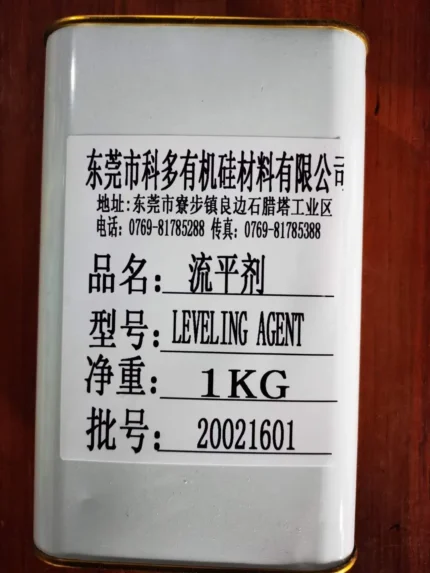 东莞市科多有机硅材料有限公司
地址:东莞市寮步镇良边石腊塔工业区
电话: 0769-81785288 传真: 0769-81785388
品名: 流平剂
型号: LEVELING AGENT
净重: 1KG
批号: 20021601